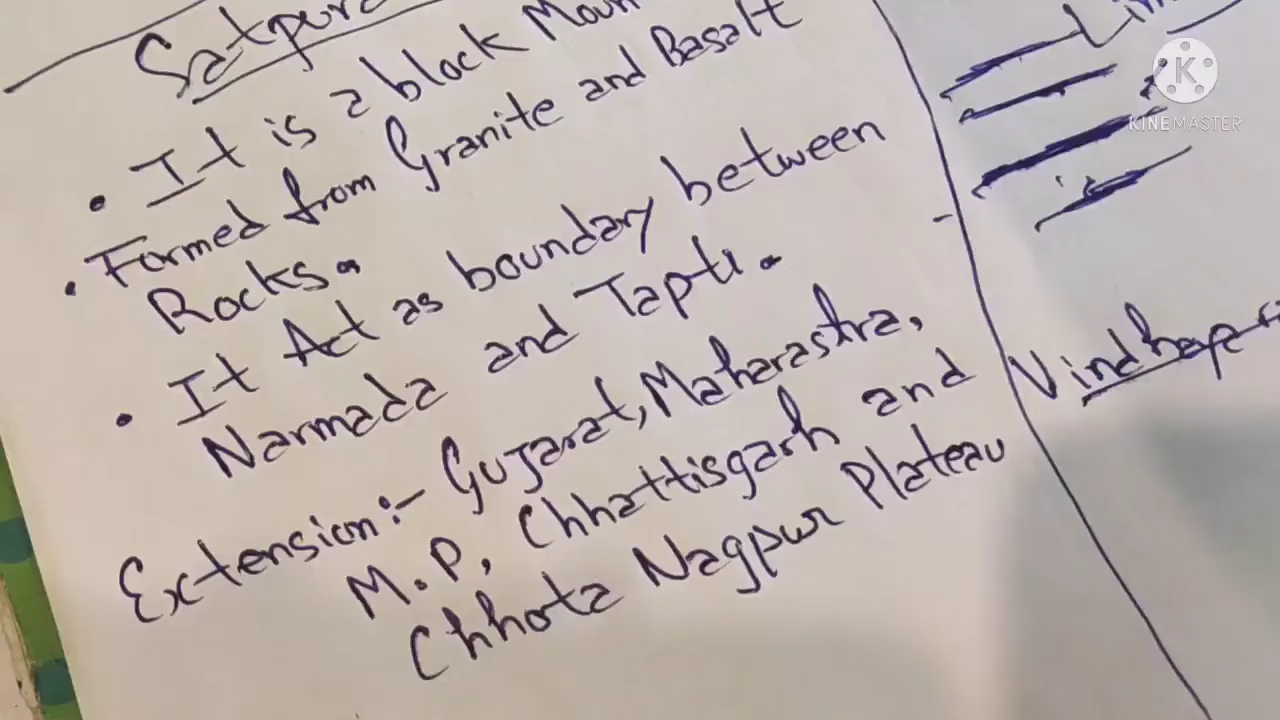 Satpura
• It is a block Moun
• Formed from Granite and Basalt
Rocks.
• It Act as boundary between
Narmada and Tapti.
Extension:- Gujarat, Maharastra,
M.P, Chhattisgarh and
Chhota Nagpur Plateau
Vindhaya
KINEMASTER